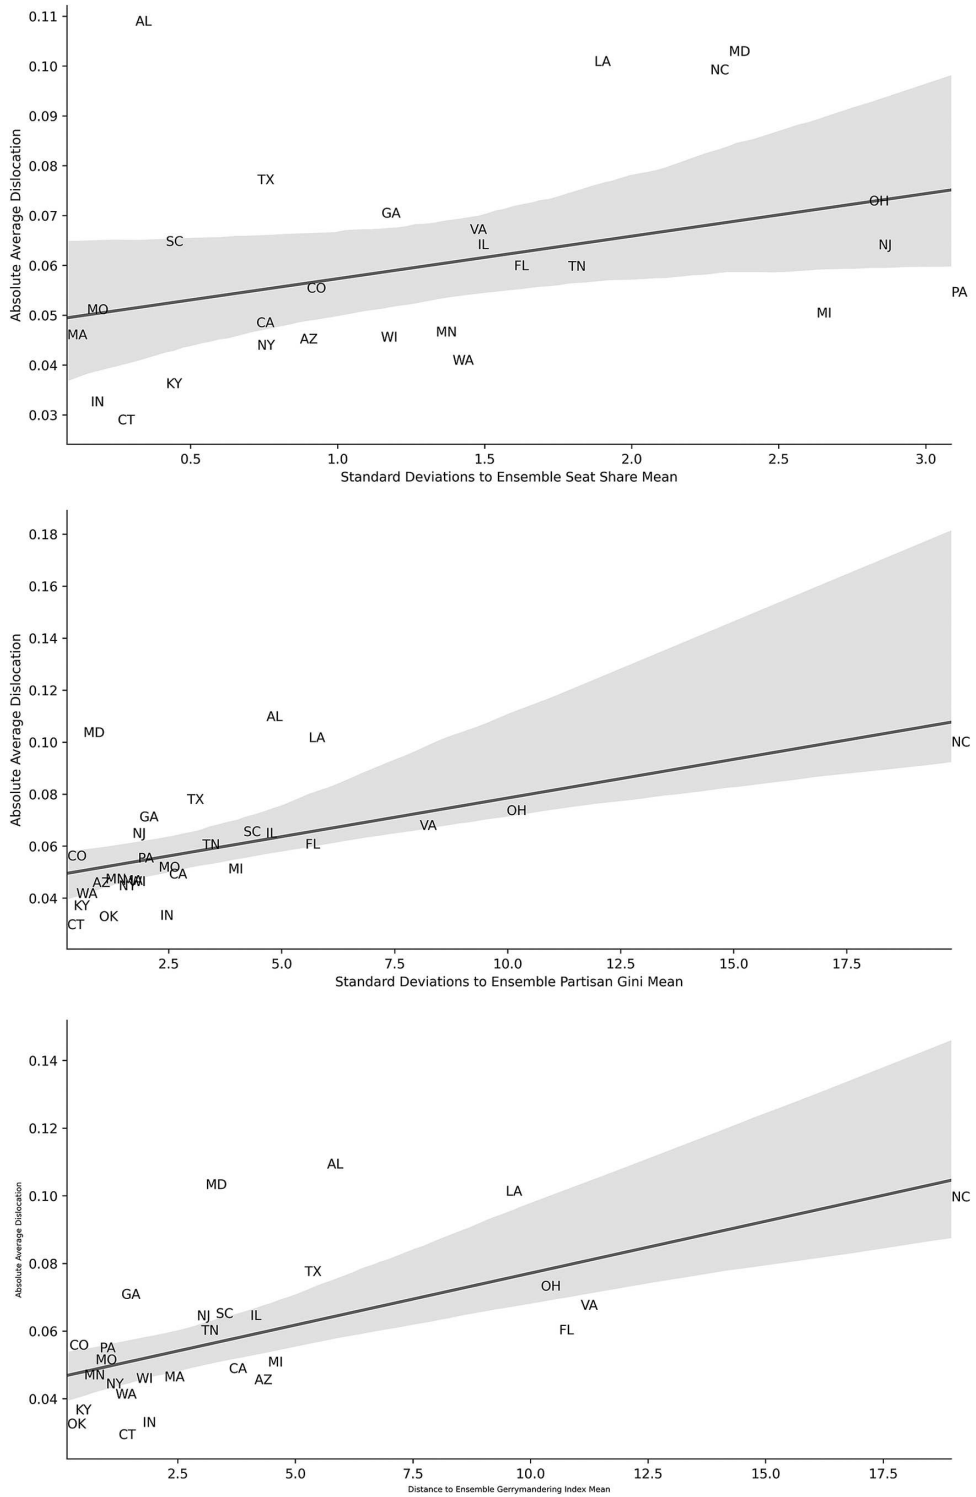 0.11
AL
MD
LA
0.10
NC
0.09
0.08
TX
0.07
GA
OH
VA
SC
IL
NJ
0.06
FL
TN
CO
PA
MO
0.05
MI
CA
MN
MA
AZ
WI
NY
WA
0.04
KY
IN
0.03
CT
Absolute Average Dislocation
0.5
1.0
1.5
2.0
2.5
3.0
Standard Deviations to Ensemble Seat Share Mean
0.18
0.16
0.14
0.12
AL
MD
LA
0.10
NC
0.08
TX
OH
GA
VA
NJ
SC
IL
TN
FL
0.06
CO
PA
MO
MI
CA
MN
MA
WI
AZ
NY
WA
0.04
KY
OK
IN
CT
Absolute Average Dislocation
2.5
5.0
7.5
10.0
12.5
15.0
17.5
Standard Deviations to Ensemble Partisan Gini Mean
0.14
0.12
AL
MD
LA
0.10
NC
0.08
TX
OH
GA
VA
NJ
SC
IL
TN
FL
0.06
CO
PA
MO
MI
CA
MN
WI
MA
AZ
NY
WA
0.04
KY
OK
IN
CT
Absolute Average Dislocation
2.5
5.0
7.5
10.0
12.5
15.0
17.5
Distance to Ensemble Gerrymandering Index Mean